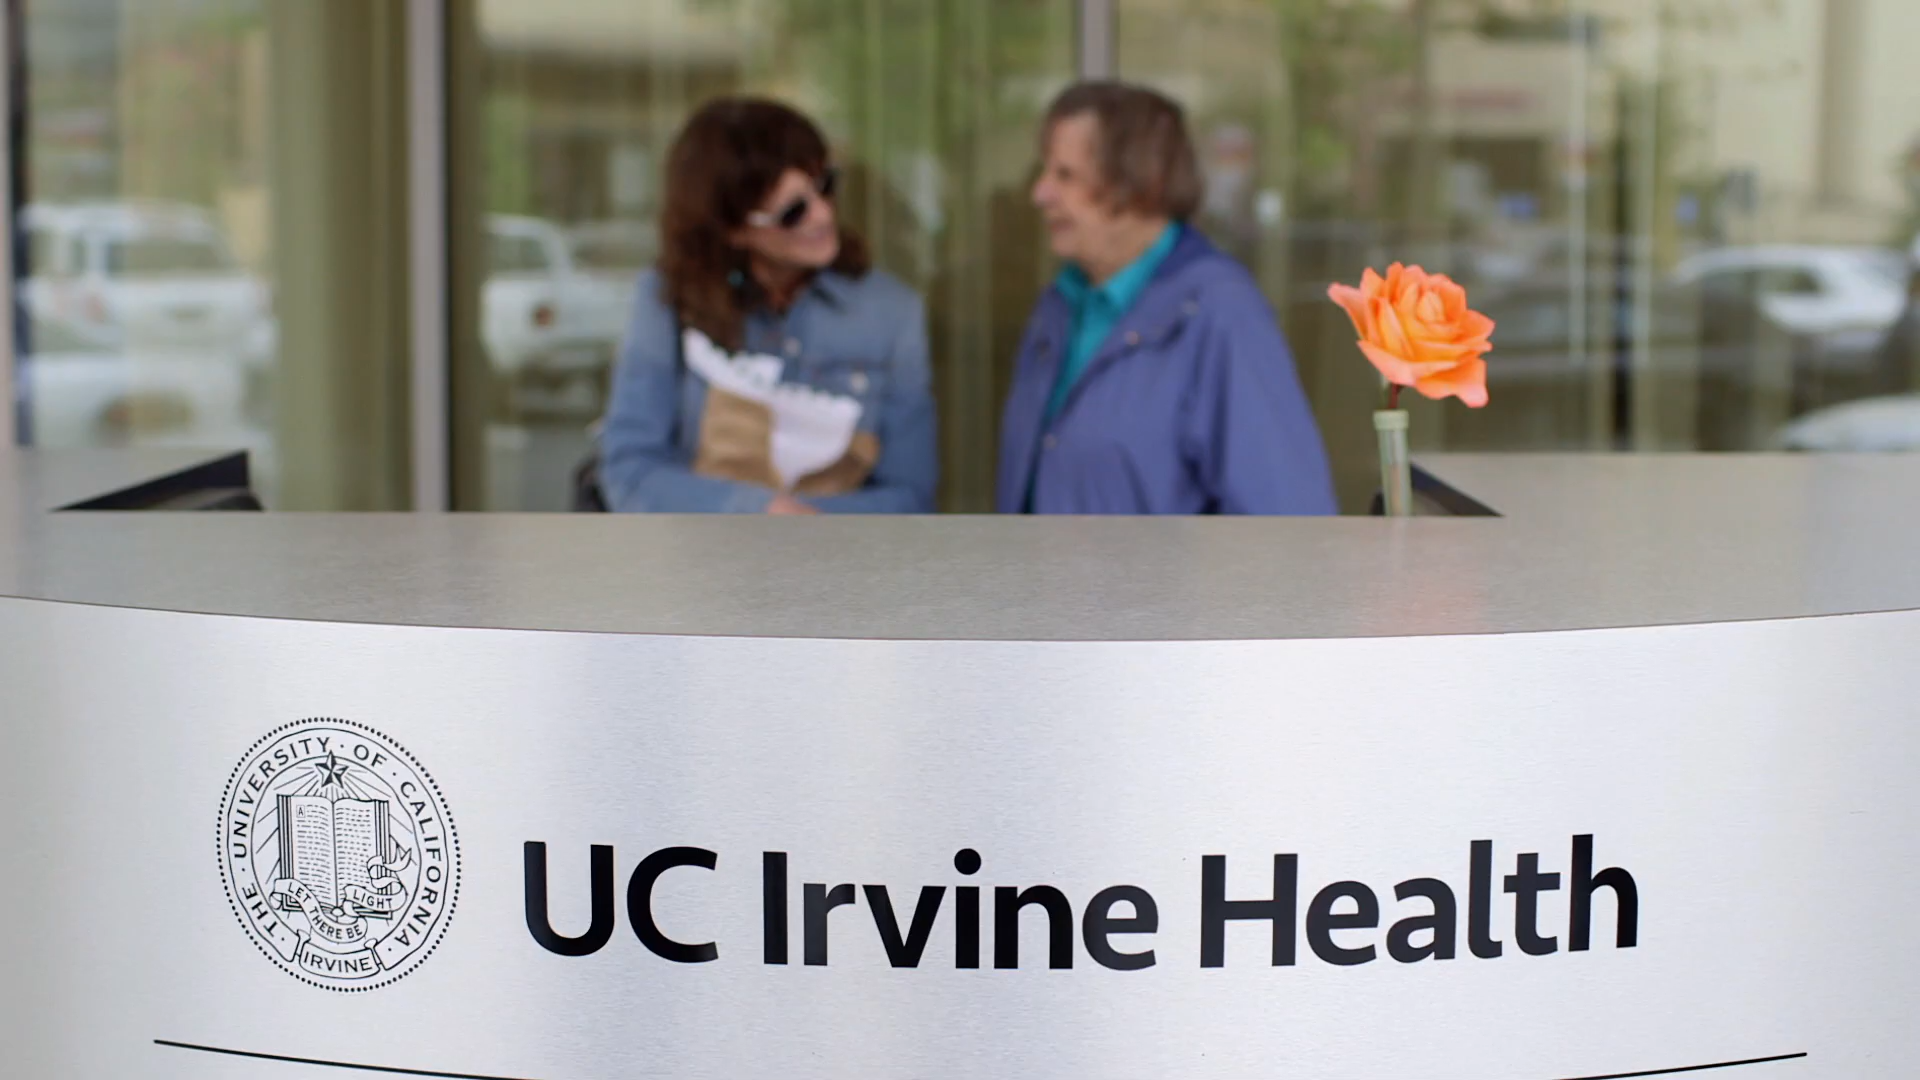 THE · UNIVERSITY · OF · CALIFORNIA ·
A
LET THERE BE LIGHT
IRVINE
UC Irvine Health